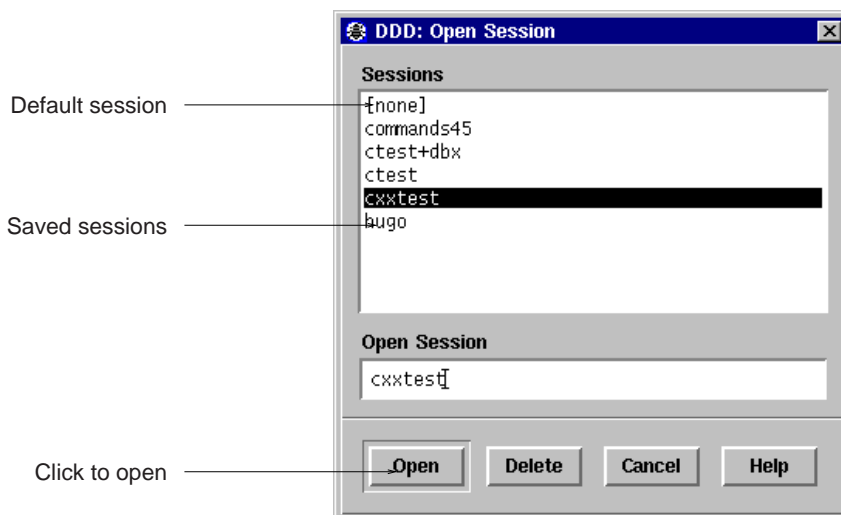 DDD: Open Session
Sessions
Default session
[none]
commands45
ctest+dbx
ctest
cxxtest
Saved sessions
hugo
Open Session
cxxtest
Click to open
Open Delete Cancel Help